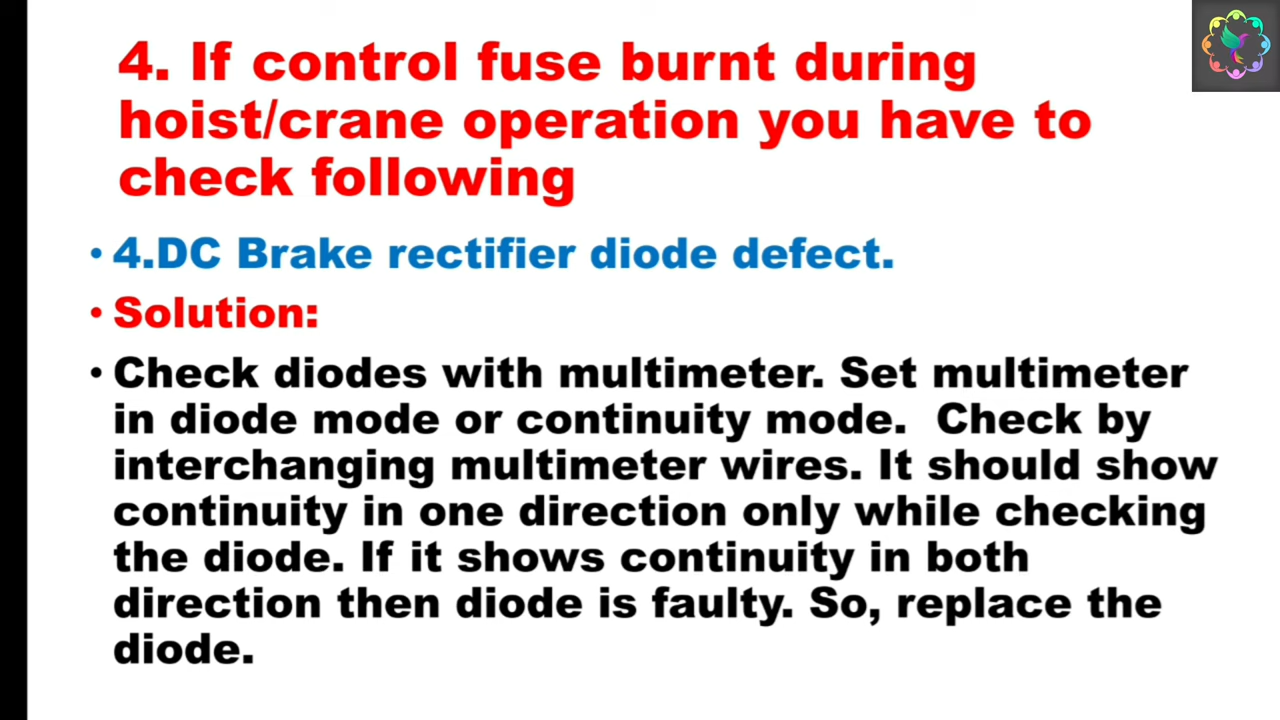 4. If control fuse burnt during
hoist/crane operation you have to
check following
• 4.DC Brake rectifier diode defect.
• Solution:
• Check diodes with multimeter. Set multimeter
in diode mode or continuity mode.  Check by
interchanging multimeter wires. It should show
continuity in one direction only while checking
the diode. If it shows continuity in both
direction then diode is faulty. So, replace the
diode.